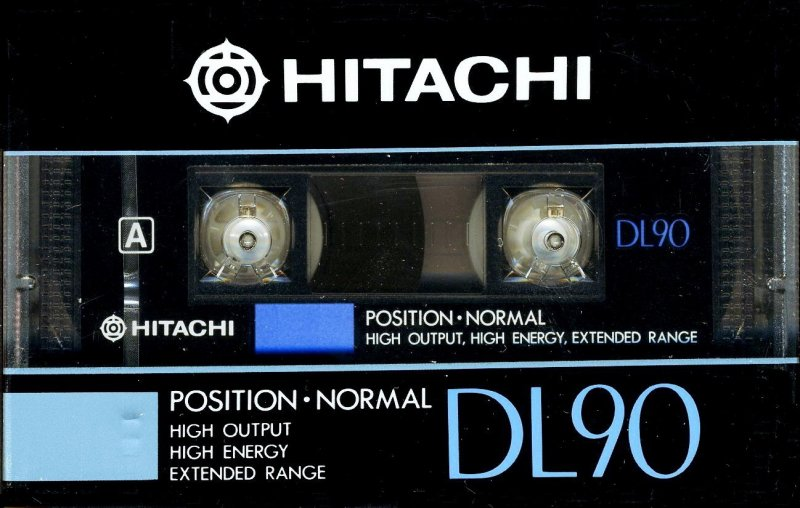 HITACHI
A
DL90
HITACHI
POSITION・NORMAL
HIGH OUTPUT, HIGH ENERGY, EXTENDED RANGE
POSITION・NORMAL
HIGH OUTPUT
HIGH ENERGY
EXTENDED RANGE
DL90